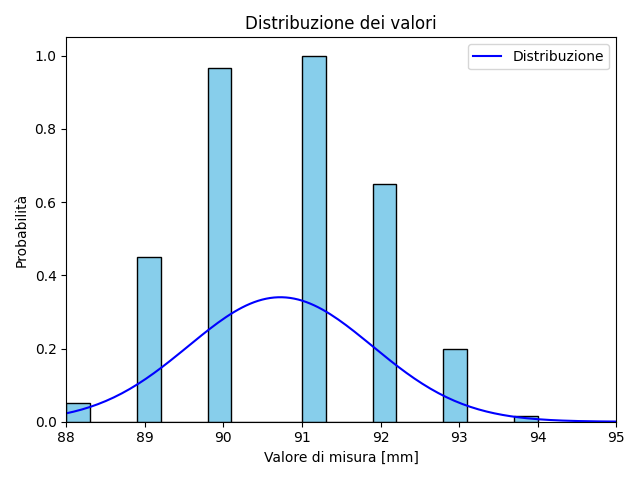 Distribuzione dei valori
Distribuzione
Probabilità
1.0
0.8
0.6
0.4
0.2
0.0
88 89 90 91 92 93 94 95
Valore di misura [mm]